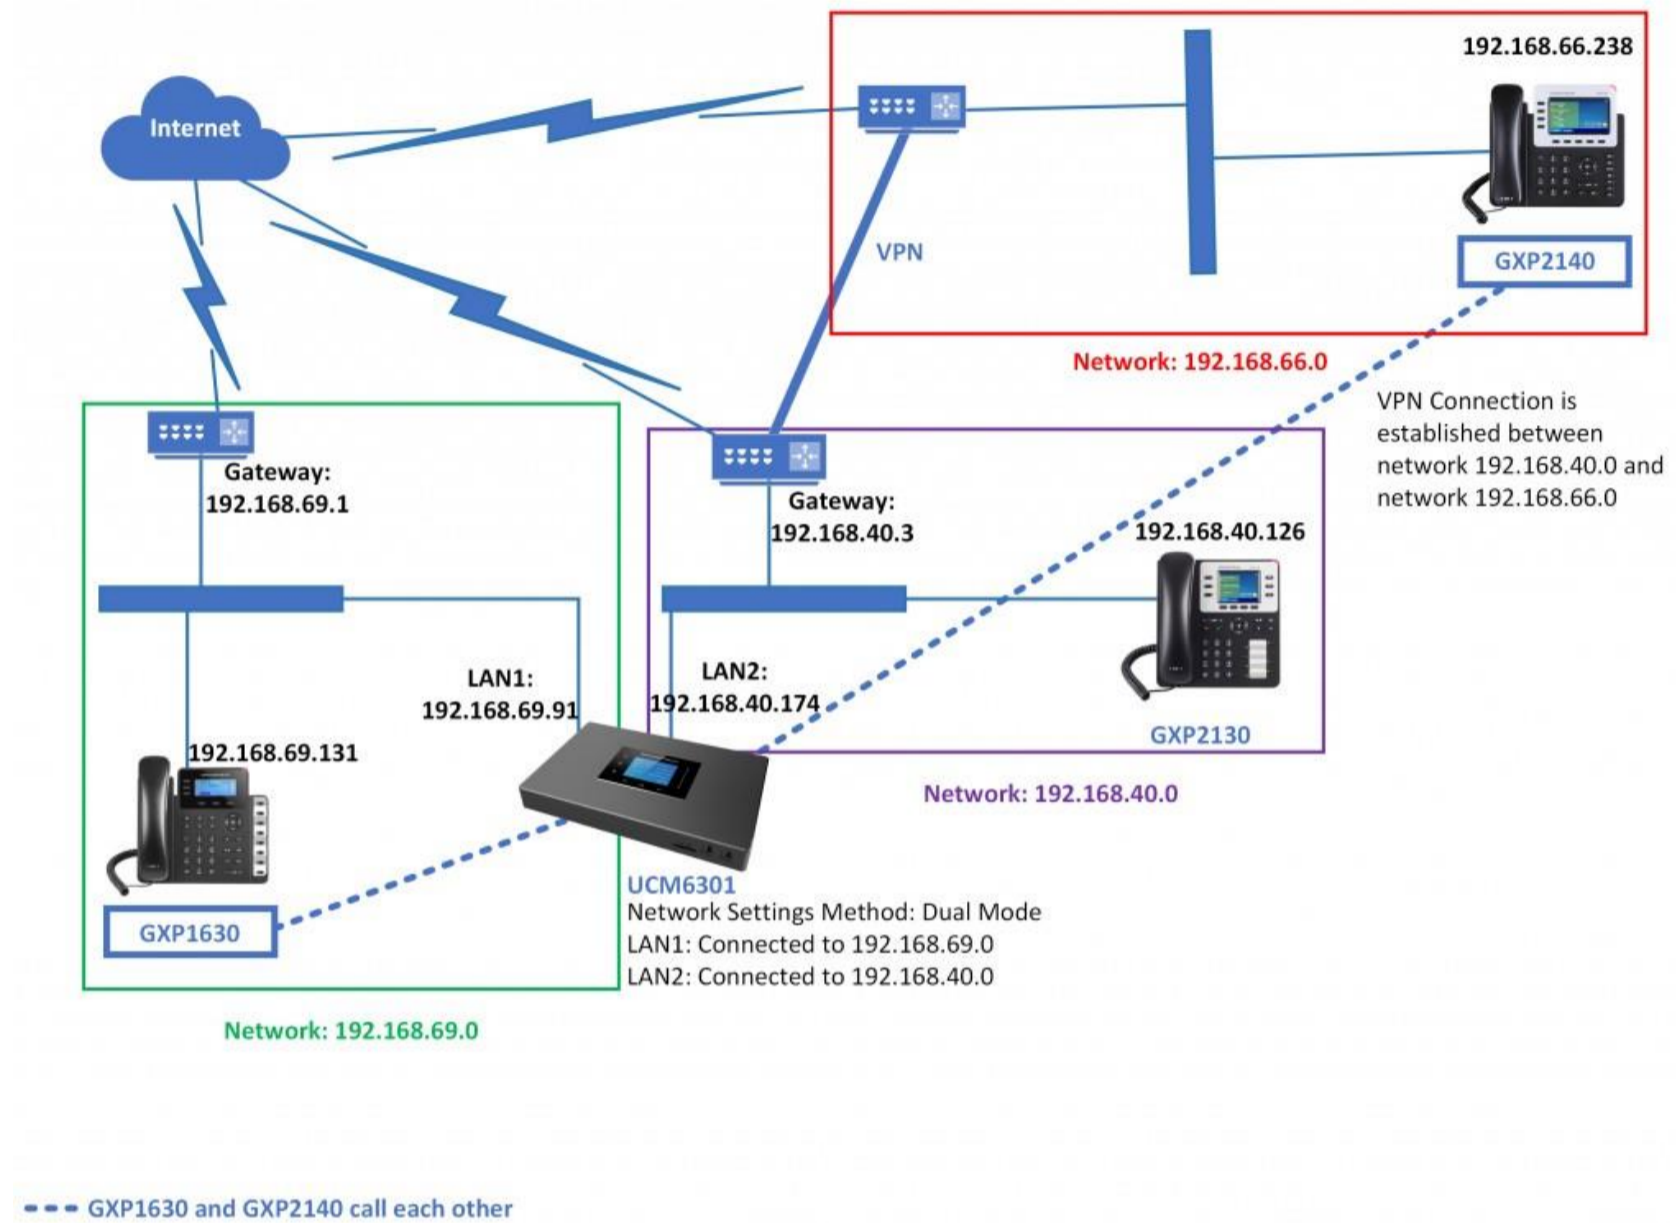 192.168.66.238
Internet
VPN
GXP2140
Network: 192.168.66.0
VPN Connection is
established between
network 192.168.40.0 and
network 192.168.66.0
Gateway:
192.168.69.1
Gateway:
192.168.40.3
192.168.40.126
LAN1:
192.168.69.91
LAN2:
192.168.40.174
GXP2130
192.168.69.131
Network: 192.168.40.0
GXP1630
UCM6301
Network Settings Method: Dual Mode
LAN1: Connected to 192.168.69.0
LAN2: Connected to 192.168.40.0
Network: 192.168.69.0
GXP1630 and GXP2140 call each other